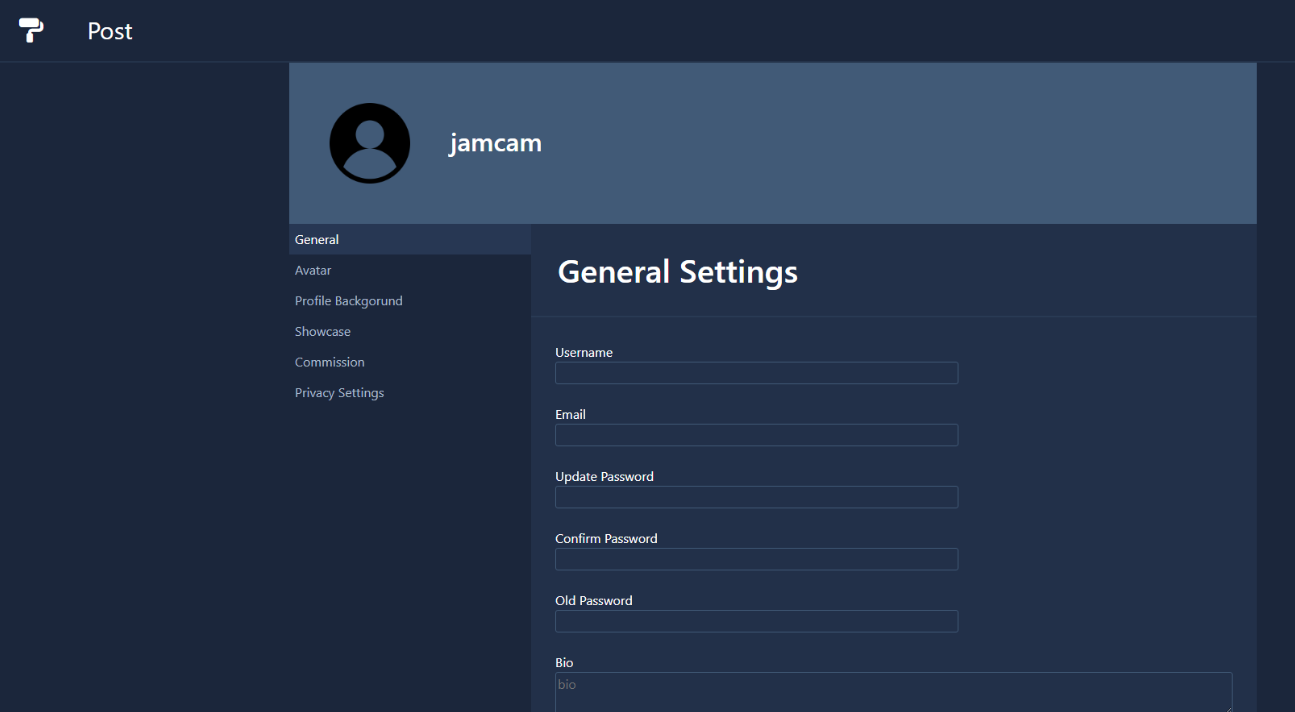 Post
jamcam
General
Avatar
Profile Backgorund
Showcase
Commission
Privacy Settings
General Settings
Username
Email
Update Password
Confirm Password
Old Password
Bio
bio